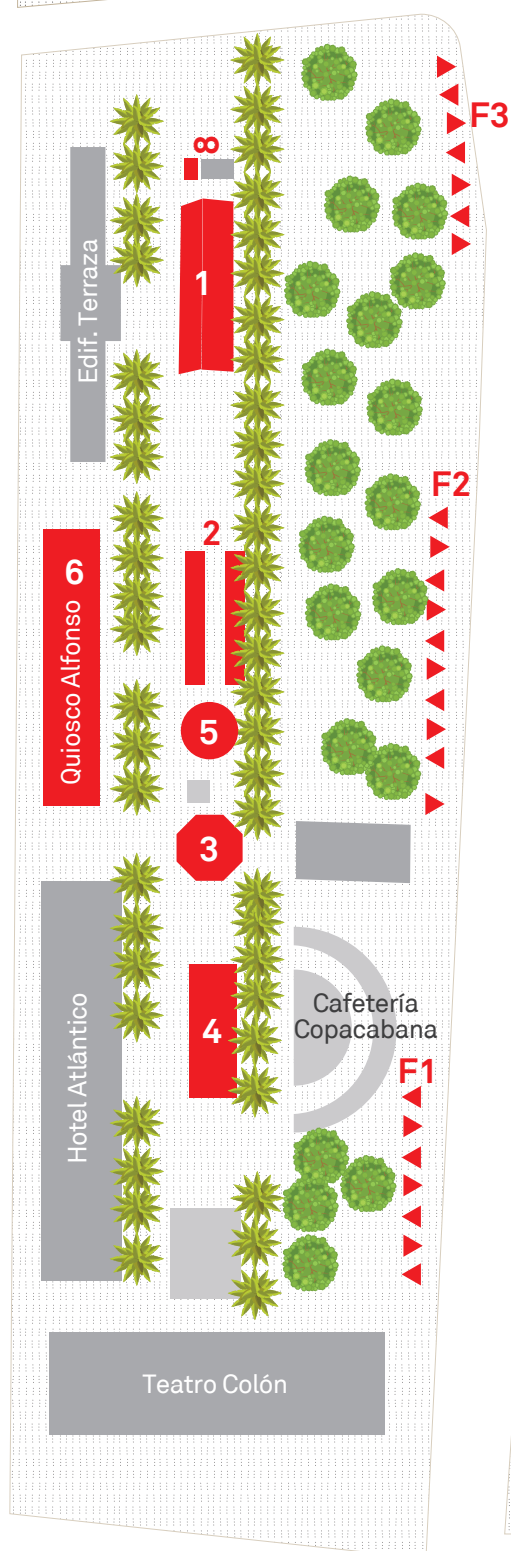 F3
8
1
Edif. Terraza
F2
2
6
Quiosco Alfonso
5
3
Cafetería
Copacabana
4
Hotel Atlántico
F1
Teatro Colón